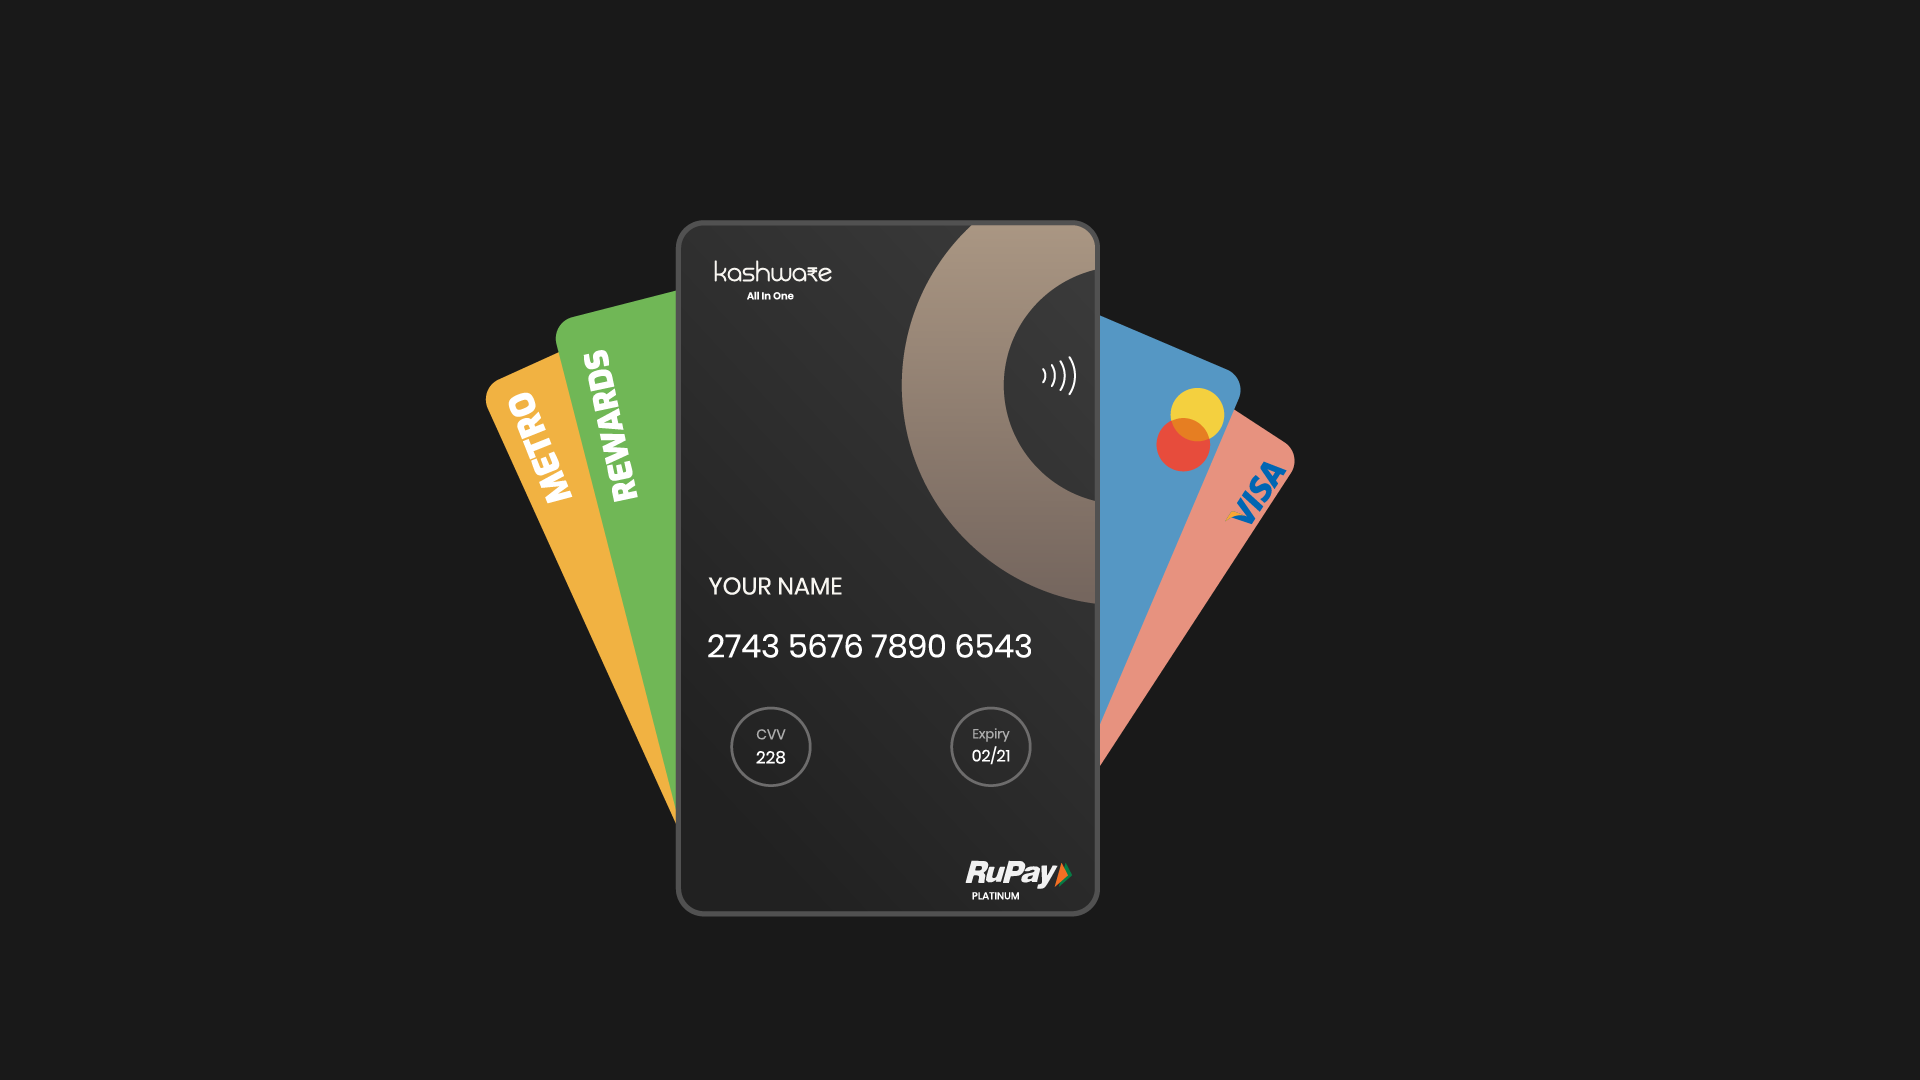 kashwa₹e
All In One
METRO
REWARDS
VISA
YOUR NAME
2743 5676 7890 6543
CVV
228
Expiry
02/21
RuPay
PLATINUM